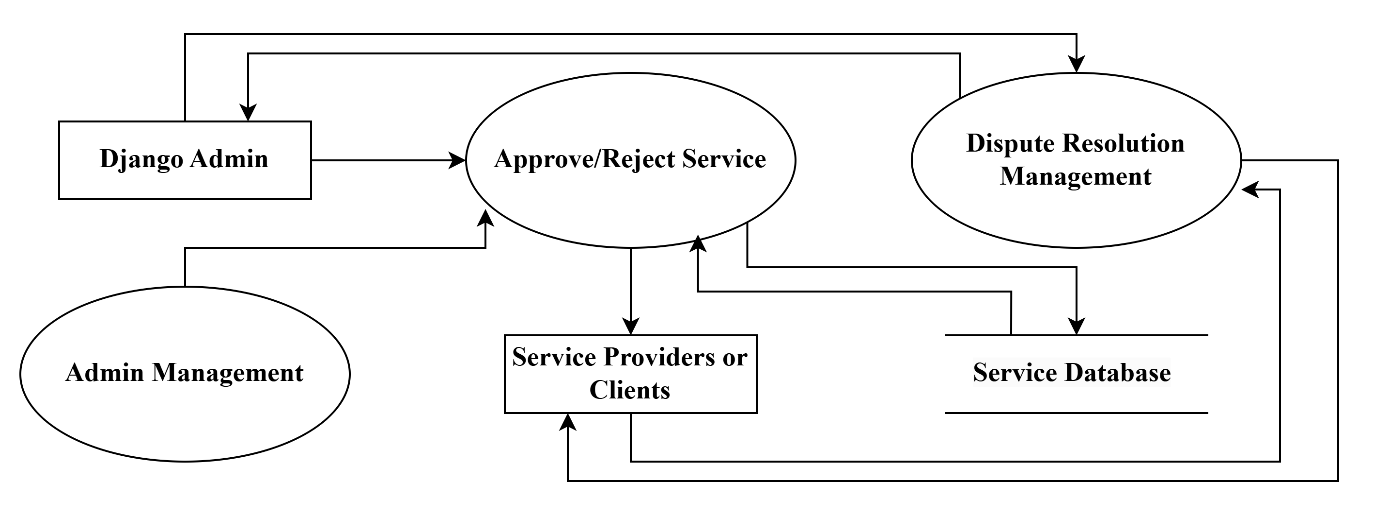 Django Admin
Approve/Reject Service
Dispute Resolution
Management
Admin Management
Service Providers or
Clients
Service Database